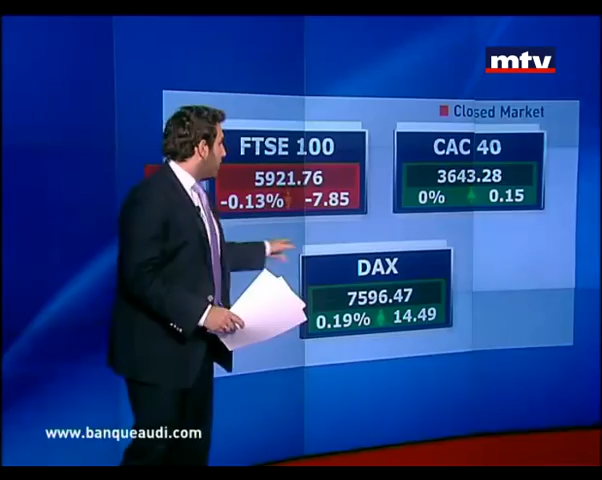 mtv
Closed Market
FTSE 100
5921.76
-0.13% -7.85
CAC 40
3643.28
0% 0.15
DAX
7596.47
0.19% 14.49
www.banqueaudi.com